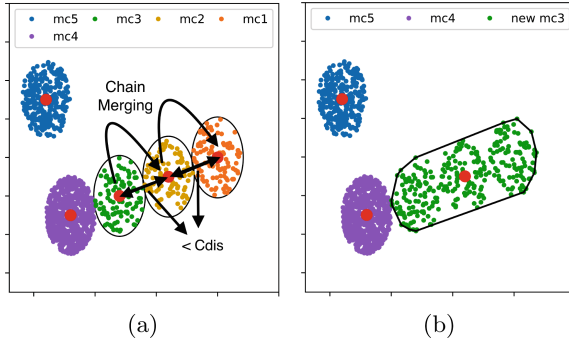 mc5 mc3 mc2 mc1
mc4
Chain
Merging
< Cdis
(a)
mc5 mc4 new mc3
(b)